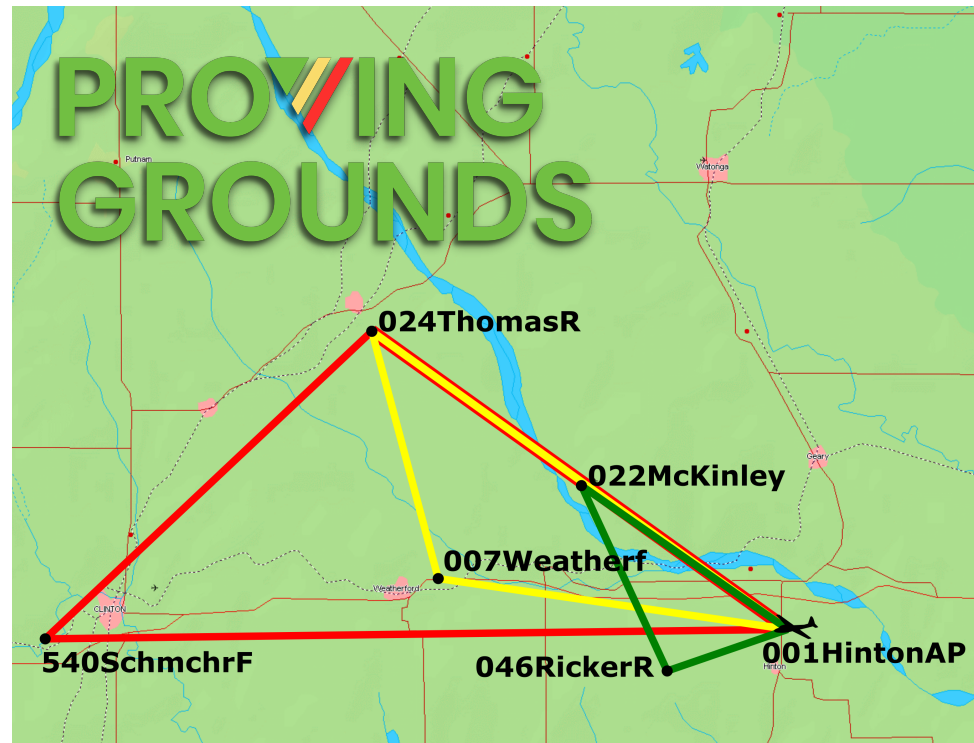 PROVING
GROUNDS
Putnam
Watonga
024ThomasR
Geary
022McKinley
007Weatherf
Weatherford
CLINTON
540SchmchrF
046RickerR
001HintonAP
Hinton